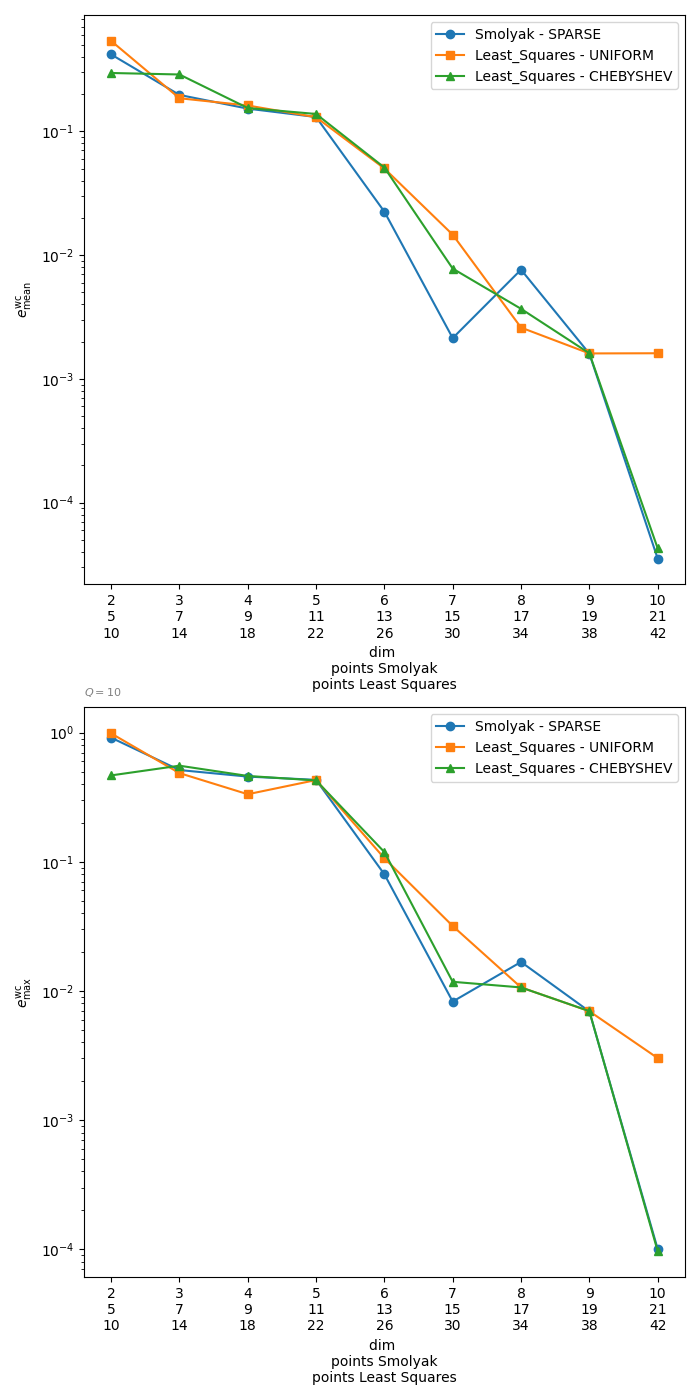 Smolyak - SPARSE
Least_Squares - UNIFORM
Least_Squares - CHEBYSHEV
10⁻¹
10⁻²
10⁻³
10⁻⁴
e^wc_mean
2 3 4 5 6 7 8 9 10
5 7 9 11 13 15 17 19 21
10 14 18 22 26 30 34 38 42
dim
points Smolyak
points Least Squares
Q = 10
Smolyak - SPARSE
Least_Squares - UNIFORM
Least_Squares - CHEBYSHEV
10⁰
10⁻¹
10⁻²
10⁻³
10⁻⁴
e^wc_max
2 3 4 5 6 7 8 9 10
5 7 9 11 13 15 17 19 21
10 14 18 22 26 30 34 38 42
dim
points Smolyak
points Least Squares